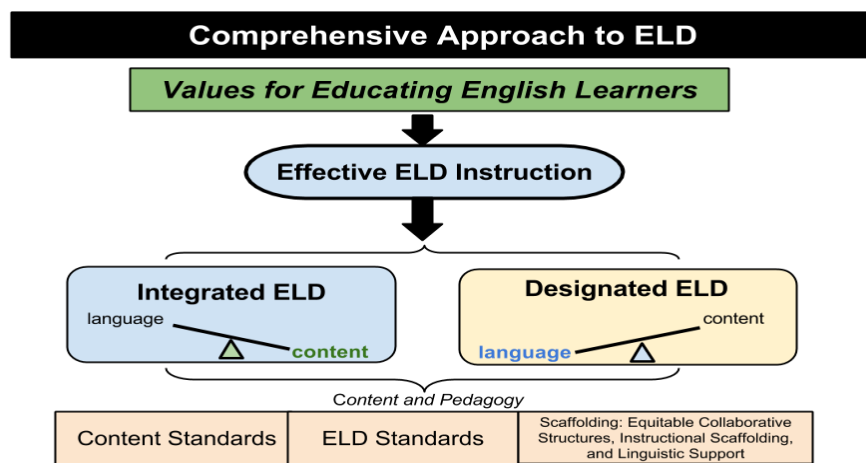 Comprehensive Approach to ELD
Values for Educating English Learners
Effective ELD Instruction
Integrated ELD
language
content
Designated ELD
content
language
Content and Pedagogy
Content Standards
ELD Standards
Scaffolding: Equitable Collaborative
Structures, Instructional Scaffolding,
and Linguistic Support